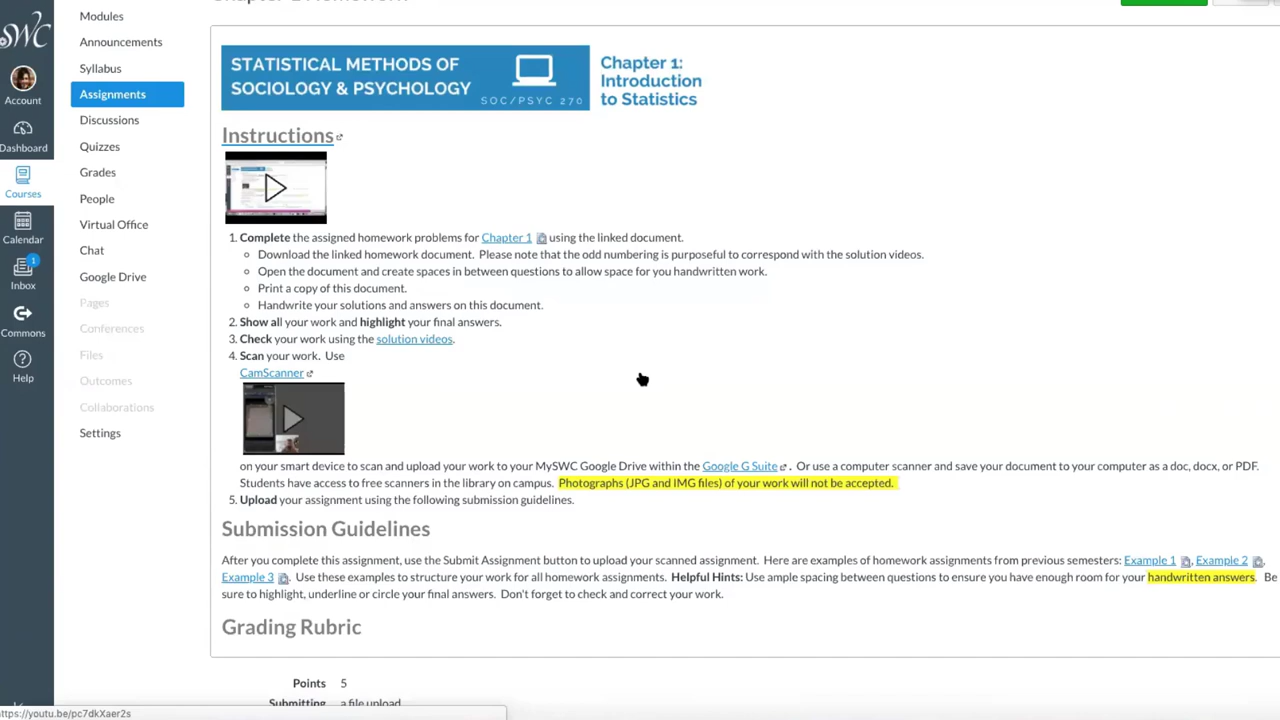 SWC
Account
Dashboard
Courses
Calendar
1
Inbox
Commons
Help
Modules
Announcements
Syllabus
Assignments
Discussions
Quizzes
Grades
People
Virtual Office
Chat
Google Drive
Pages
Conferences
Files
Outcomes
Collaborations
Settings
STATISTICAL METHODS OF
SOCIOLOGY & PSYCHOLOGY
SOC/PSYC 270
Chapter 1:
Introduction
to Statistics
Instructions
1. Complete the assigned homework problems for Chapter 1 using the linked document.
Download the linked homework document. Please note that the odd numbering is purposeful to correspond with the solution videos.
Open the document and create spaces in between questions to allow space for you handwritten work.
Print a copy of this document.
Handwrite your solutions and answers on this document.
2. Show all your work and highlight your final answers.
3. Check your work using the solution videos.
4. Scan your work. Use
CamScanner
on your smart device to scan and upload your work to your MySWC Google Drive within the Google G Suite. Or use a computer scanner and save your document to your computer as a doc, docx, or PDF.
Students have access to free scanners in the library on campus. Photographs (JPG and IMG files) of your work will not be accepted.
5. Upload your assignment using the following submission guidelines.
Submission Guidelines
After you complete this assignment, use the Submit Assignment button to upload your scanned assignment. Here are examples of homework assignments from previous semesters: Example 1, Example 2,
Example 3. Use these examples to structure your work for all homework assignments. Helpful Hints: Use ample spacing between questions to ensure you have enough room for your handwritten answers. Be
sure to highlight, underline or circle your final answers. Don't forget to check and correct your work.
Grading Rubric
Points 5
Submitting a file upload
https://youtu.be/pc7dkXaer2s